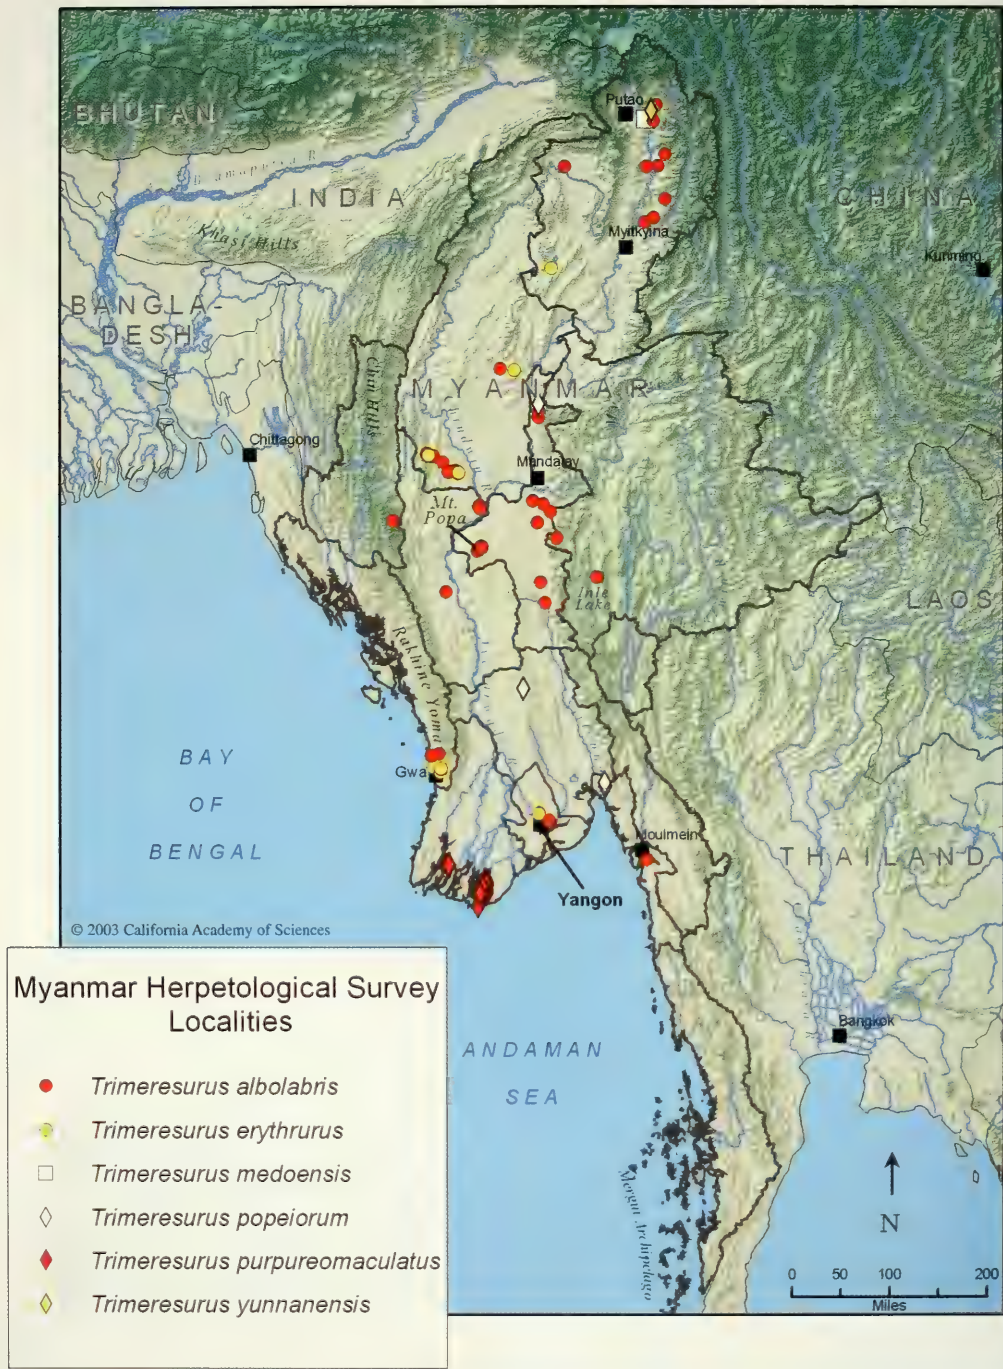 BHUTAN
Putao
INDIA
CHINA
Khasi Hills
Myitkyina
Kunming
BANGLA-
DESH
Chin Hills
MYANMAR
Chittagong
Mandalay
Mt.
Popa
Inle
Lake
LAOS
Rakhine Yoma
BAY
OF
BENGAL
Gwa
Moulmein
THAILAND
Yangon
© 2003 California Academy of Sciences
Bangkok
ANDAMAN
SEA
Mergui Archipelago
N
0 50 100 200
Miles
Myanmar Herpetological Survey
Localities
Trimeresurus albolabris
Trimeresurus erythrurus
Trimeresurus medoensis
Trimeresurus popeiorum
Trimeresurus purpureomaculatus
Trimeresurus yunnanensis